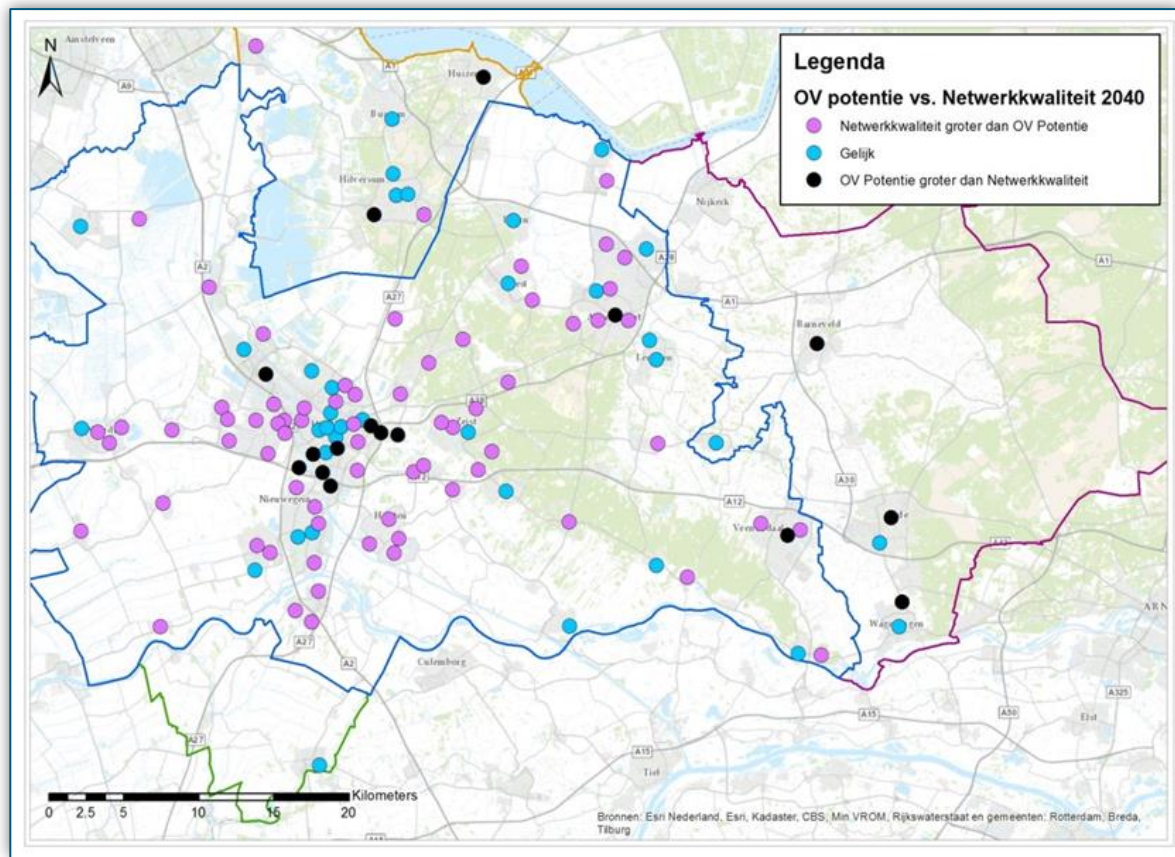 N
Amstelveen
A9
A1
Huizen
Legenda
OV potentie vs. Netwerkkwaliteit 2040
Netwerkkwaliteit groter dan OV Potentie
Gelijk
OV Potentie groter dan Netwerkkwaliteit
Hilversum
Nijkerk
A2
A28
A1
A27
A1
Barneveld
A30
Nieuwegein
A12
A12
Culemborg
A27
A2
A325
A15
A50
Elst
A27
A15
Tiel
Kilometers
0 2.5 5 10 15 20
Bronnen: Esri Nederland, Esri, Kadaster, CBS, Min VROM, Rijkswaterstaat en gemeenten: Rotterdam, Breda,
Tilburg